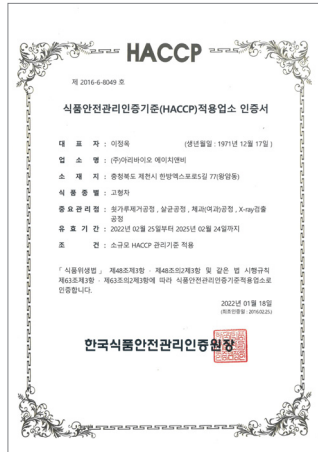 HACCP
제 2016-6-8049 호
식품안전관리인증기준(HACCP)적용업소 인증서
대 표 자 : 이정욱 (생년월일 : 1971년 12월 17일 )
업 소 명 : (주)아리바이오 에이치앤비
소 재 지 : 충청북도 제천시 한방엑스포로5길 77(왕암동)
식 품 종 별 : 고형차
중요관리점 : 쇳가루제거공정 , 살균공정 , 체과(여과)공정 , X-ray검출
공정
유 효 기 간 : 2022년 02월 25일부터 2025년 02월 24일까지
조 건 : 소규모 HACCP 관리기준 적용
「 식품위생법 」 제48조제3항 · 제48조의2제3항 및 같은 법 시행규칙
제63조제3항 · 제63조의2제3항에 따라 식품안전관리인증기준적용업소로
인증합니다.
2022년 01월 18일
(최초인증일 : 2016.02.25.)
한국식품안전관리인증원장